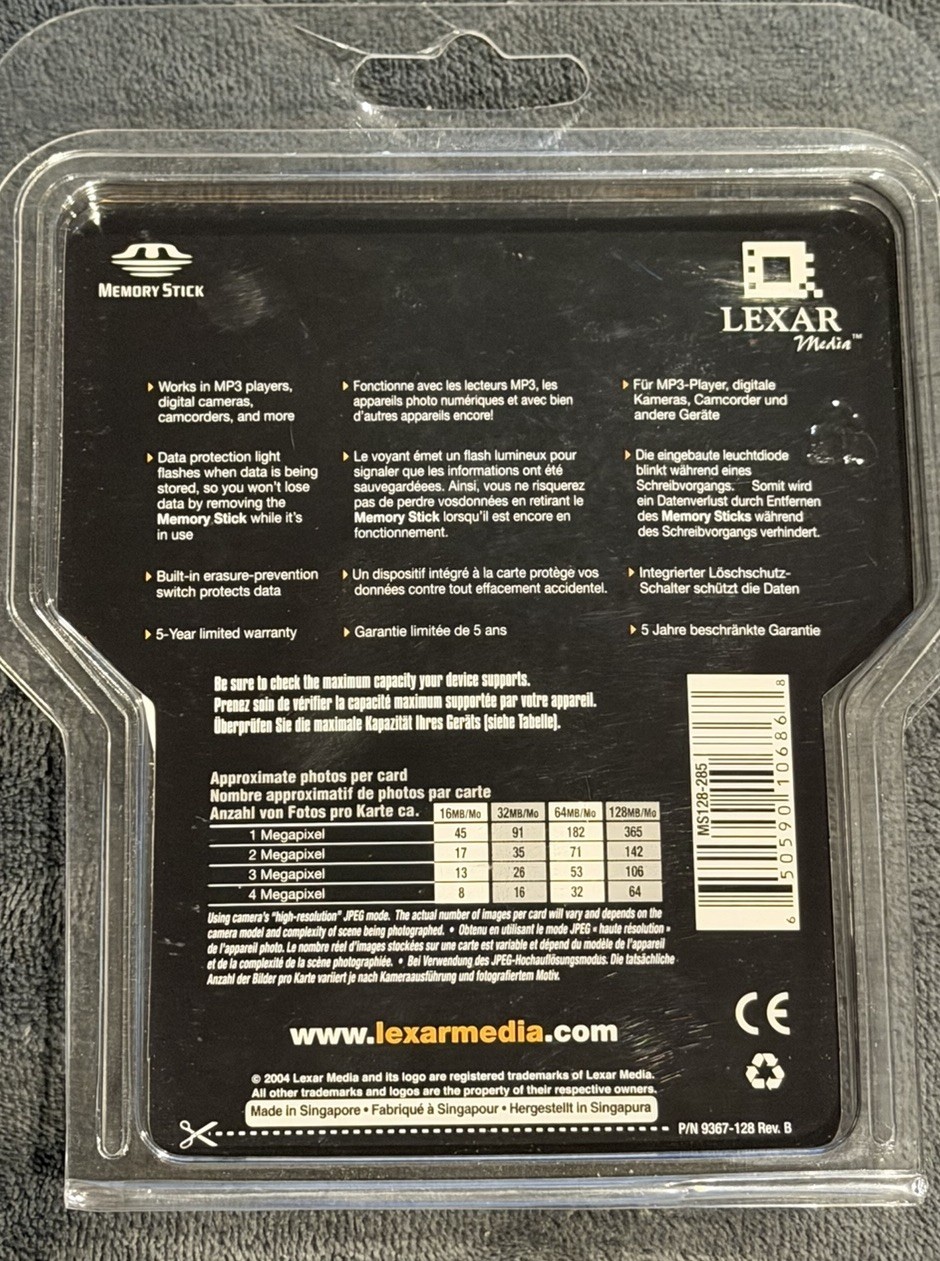 MEMORY STICK
LEXAR
Media™
Works in MP3 players,
digital cameras,
camcorders, and more
Data protection light
flashes when data is being
stored, so you won't lose
data by removing the
Memory Stick while it's
in use
Built-in erasure-prevention
switch protects data
5-Year limited warranty
Fonctionne avec les lecteurs MP3, les
appareils photo numériques et avec bien
d'autres appareils encore!
Le voyant émet un flash lumineux pour
signaler que les informations ont été
sauvegardéees. Ainsi, vous ne risquerez
pas de perdre vosdonnées en retirant le
Memory Stick lorsqu'il est encore en
fonctionnement.
Un dispositif intégré à la carte protège vos
données contre tout effacement accidentel.
Garantie limitée de 5 ans
Für MP3-Player, digitale
Kameras, Camcorder und
andere Geräte
Die eingebaute leuchtdiode
blinkt während eines
Schreibvorgangs. Somit wird
ein Datenverlust durch Entfernen
des Memory Sticks während
des Schreibvorgangs verhindert.
Integrierter Löschschutz-
Schalter schützt die Daten
5 Jahre beschränkte Garantie
Be sure to check the maximum capacity your device supports.
Prenez soin de vérifier la capacité maximum supportée par votre appareil.
Überprüfen Sie die maximale Kapazität Ihres Geräts (siehe Tabelle).
Approximate photos per card
Nombre approximatif de photos par carte
Anzahl von Fotos pro Karte ca. 16MB/Mo 32MB/Mo 64MB/Mo 128MB/Mo
1 Megapixel 45 91 182 365
2 Megapixel 17 35 71 142
3 Megapixel 13 26 53 106
4 Megapixel 8 16 32 64
Using camera's "high-resolution" JPEG mode. The actual number of images per card will vary and depends on the
camera model and complexity of scene being photographed. • Obtenu en utilisant le mode JPEG « haute résolution »
de l'appareil photo. Le nombre réel d'images stockées sur une carte est variable et dépend du modèle de l'appareil
et de la complexité de la scène photographiée. • Bei Verwendung des JPEG-Hochauflösungsmodus. Die tatsächliche
Anzahl der Bilder pro Karte variiert je nach Kameraausführung und fotografiertem Motiv.
MS128-285
6 50590 10686 8
www.lexarmedia.com
CE
© 2004 Lexar Media and its logo are registered trademarks of Lexar Media.
All other trademarks and logos are the property of their respective owners.
Made in Singapore • Fabriqué à Singapour • Hergestellt in Singapura
P/N 9367-128 Rev. B